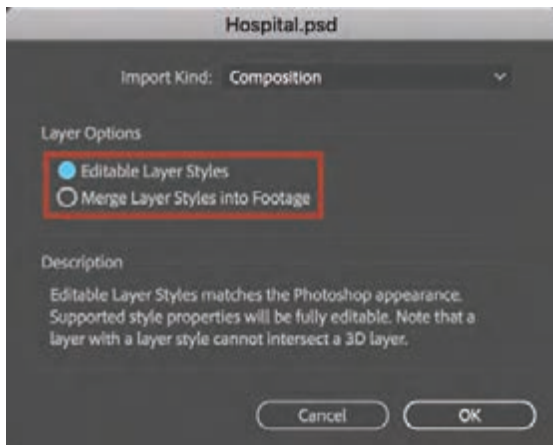 Hospital.psd
Import Kind: Composition
Layer Options
Editable Layer Styles
Merge Layer Styles into Footage
Description
Editable Layer Styles matches the Photoshop appearance.
Supported style properties will be fully editable. Note that a
layer with a layer style cannot intersect a 3D layer.
Cancel OK